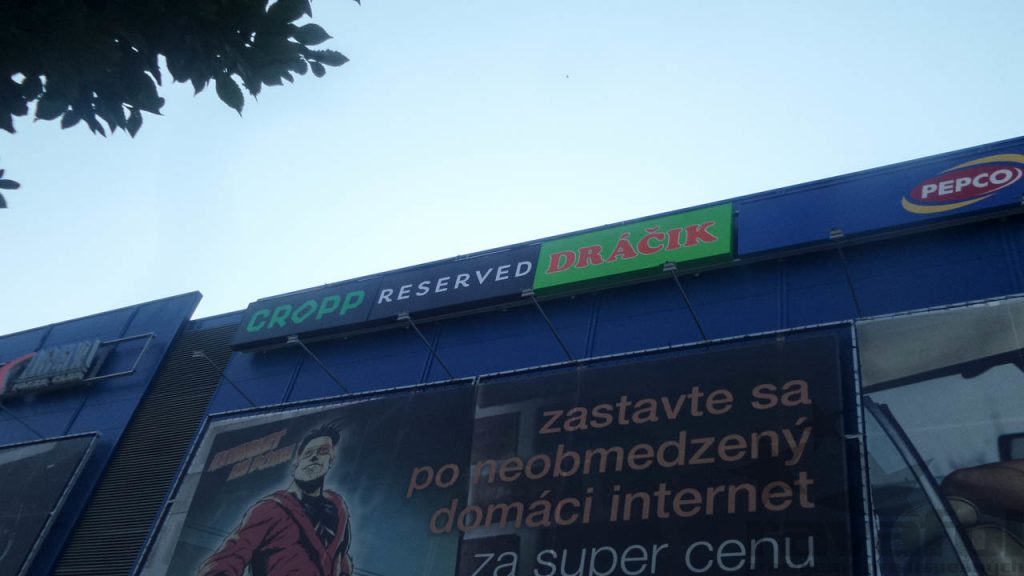 CROPP RESERVED DRÁČIK PEPCO
zastavte sa
po neobmedzený
domáci internet
za super cenu